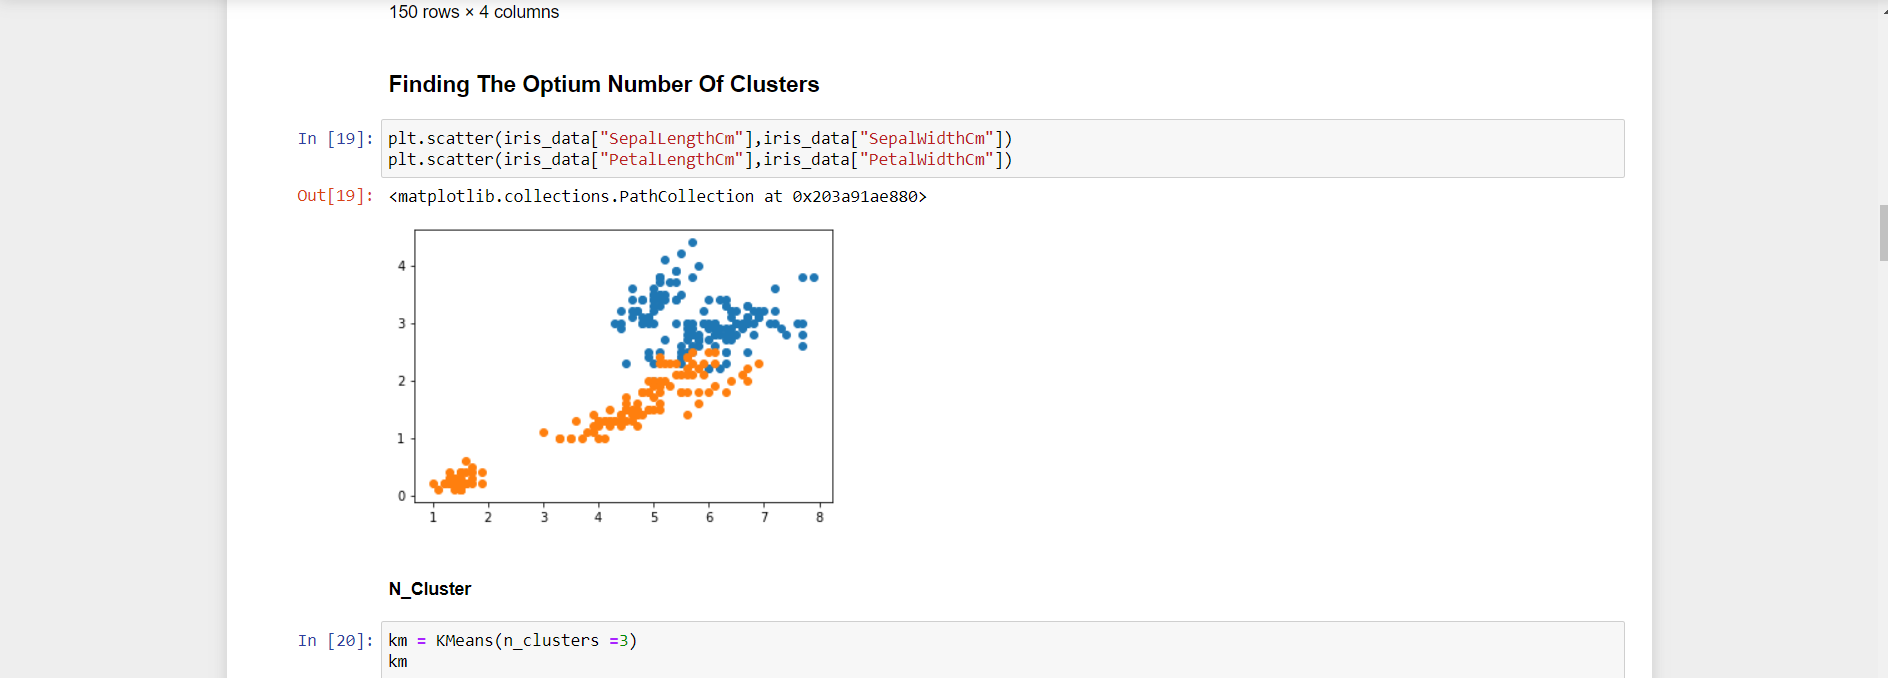 150 rows × 4 columns
Finding The Optium Number Of Clusters
In [19]: plt.scatter(iris_data["SepalLengthCm"],iris_data["SepalWidthCm"])
plt.scatter(iris_data["PetalLengthCm"],iris_data["PetalWidthCm"])
Out[19]: <matplotlib.collections.PathCollection at 0x203a91ae880>
4
3
2
1
0
1 2 3 4 5 6 7 8
N_Cluster
In [20]: km = KMeans(n_clusters =3)
km